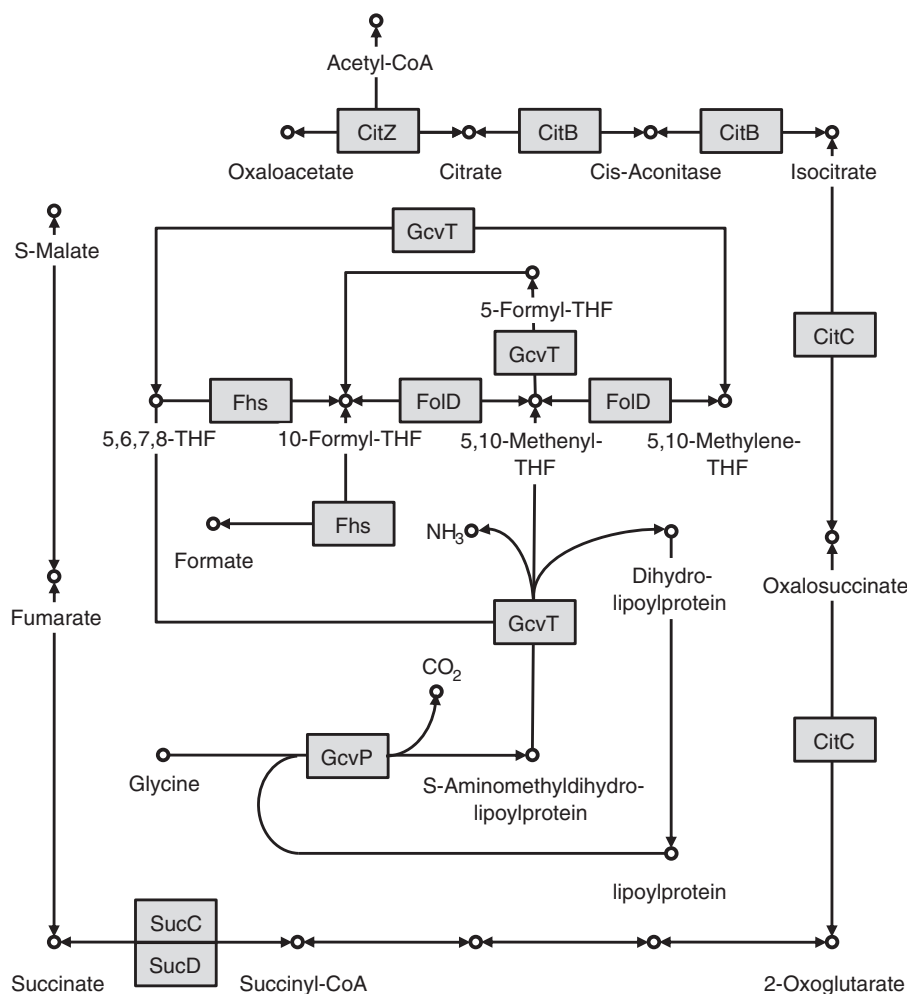 Acetyl-CoA
CitZ
CitB
CitB
Oxaloacetate
Citrate
Cis-Aconitase
Isocitrate
GcvT
S-Malate
5-Formyl-THF
CitC
GcvT
Fhs
FolD
FolD
5,6,7,8-THF
10-Formyl-THF
5,10-Methenyl-
THF
5,10-Methylene-
THF
Fhs
NH3
Formate
Dihydro-
lipoylprotein
Oxalosuccinate
Fumarate
GcvT
CO2
CitC
GcvP
Glycine
S-Aminomethyldihydro-
lipoylprotein
lipoylprotein
SucC
SucD
Succinate
Succinyl-CoA
2-Oxoglutarate